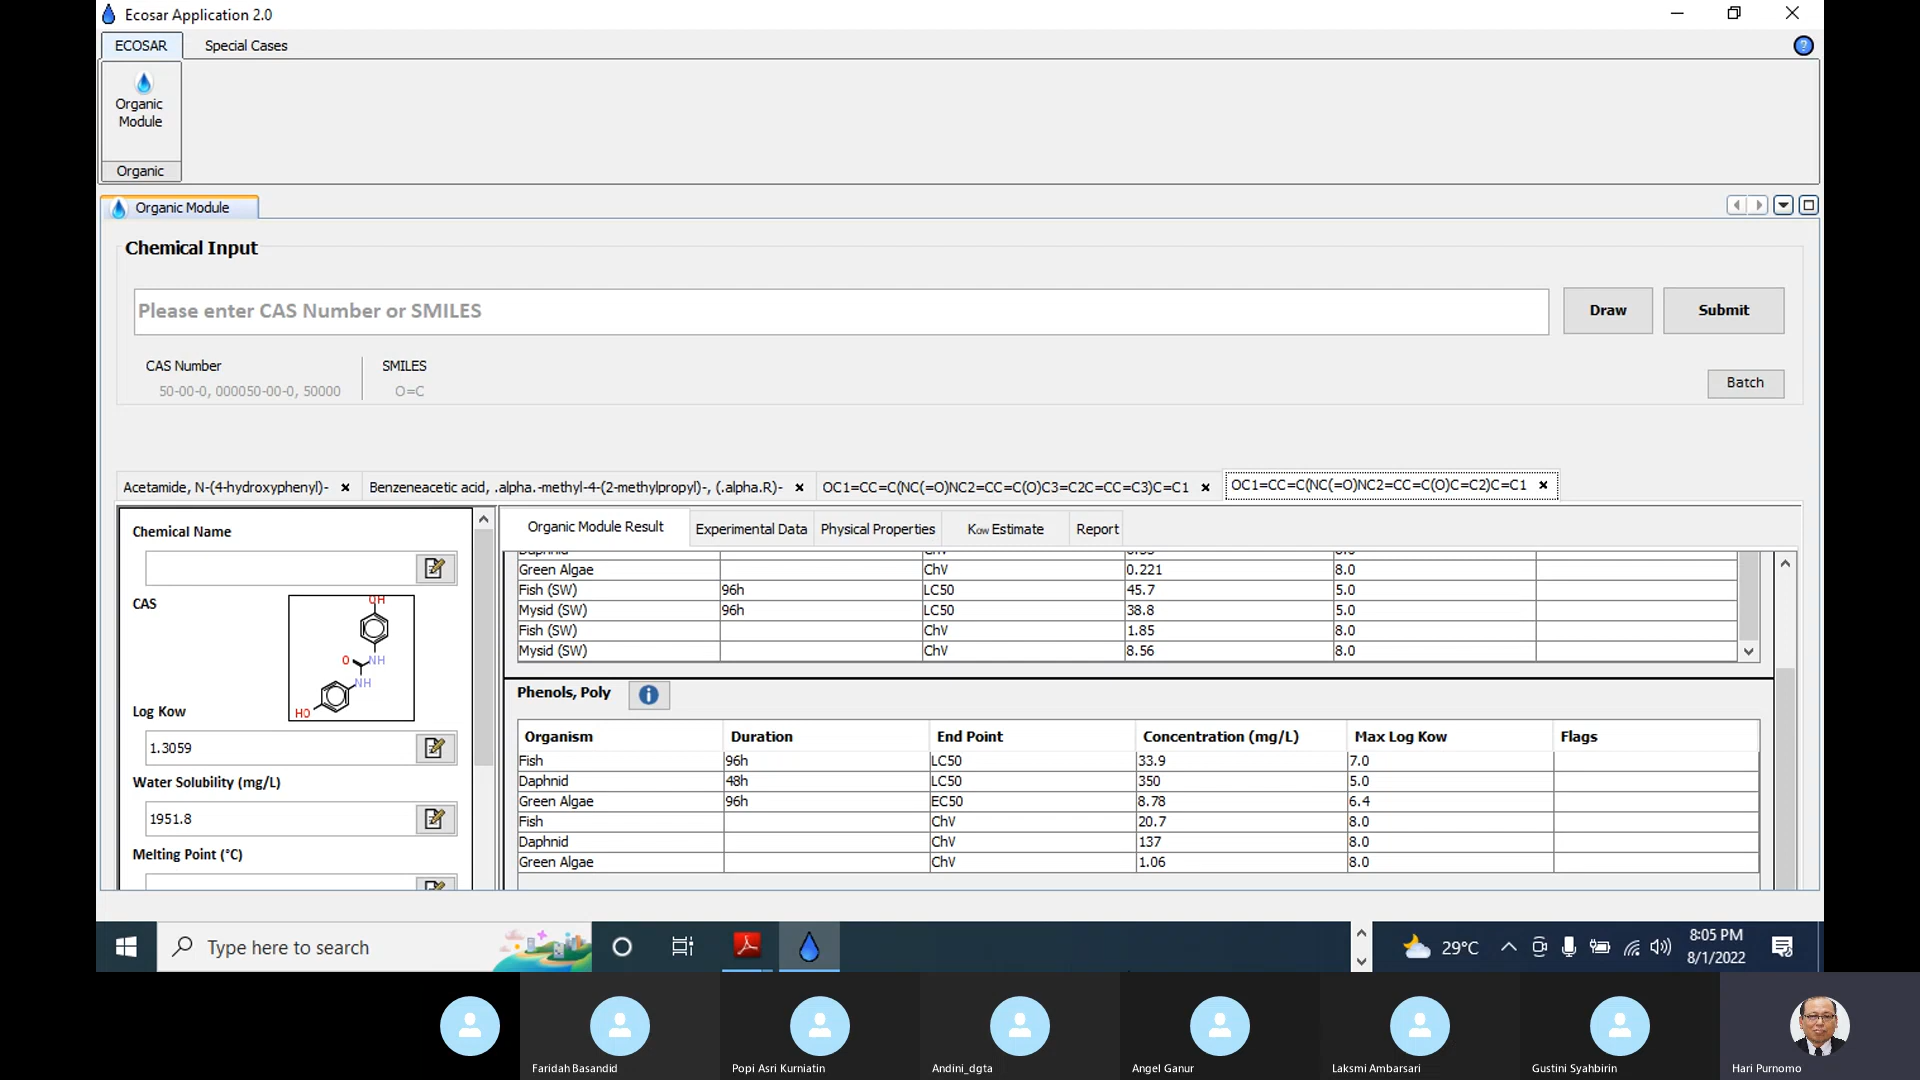 Ecosar Application 2.0
ECOSAR Special Cases
Organic
Module
Organic
Organic Module
Chemical Input
Please enter CAS Number or SMILES Draw Submit
CAS Number SMILES
50-00-0, 000050-00-0, 50000 O=C Batch
Acetamide, N-(4-hydroxyphenyl)- Benzeneacetic acid, .alpha.-methyl-4-(2-methylpropyl)-, (.alpha.R)- OC1=CC=C(NC(=O)NC2=CC=C(O)C3=C2C=CC=C3)C=C1 OC1=CC=C(NC(=O)NC2=CC=C(O)C=C2)C=C1
Chemical Name
CAS
OH
O NH
NH
HO
Log Kow
1.3059
Water Solubility (mg/L)
1951.8
Melting Point (°C)
Organic Module Result Experimental Data Physical Properties Kow Estimate Report
Green Algae ChV 0.221 8.0
Fish (SW) 96h LC50 45.7 5.0
Mysid (SW) 96h LC50 38.8 5.0
Fish (SW) ChV 1.85 8.0
Mysid (SW) ChV 8.56 8.0
Phenols, Poly
Organism Duration End Point Concentration (mg/L) Max Log Kow Flags
Fish 96h LC50 33.9 7.0
Daphnid 48h LC50 350 5.0
Green Algae 96h EC50 8.78 6.4
Fish ChV 20.7 8.0
Daphnid ChV 137 8.0
Green Algae ChV 1.06 8.0
Type here to search 29°C 8:05 PM
8/1/2022
Faridah Basandid Popi Asri Kurniatin Andini_dgta Angel Ganur Laksmi Ambarsari Gustini Syahbirin Hari Purnomo